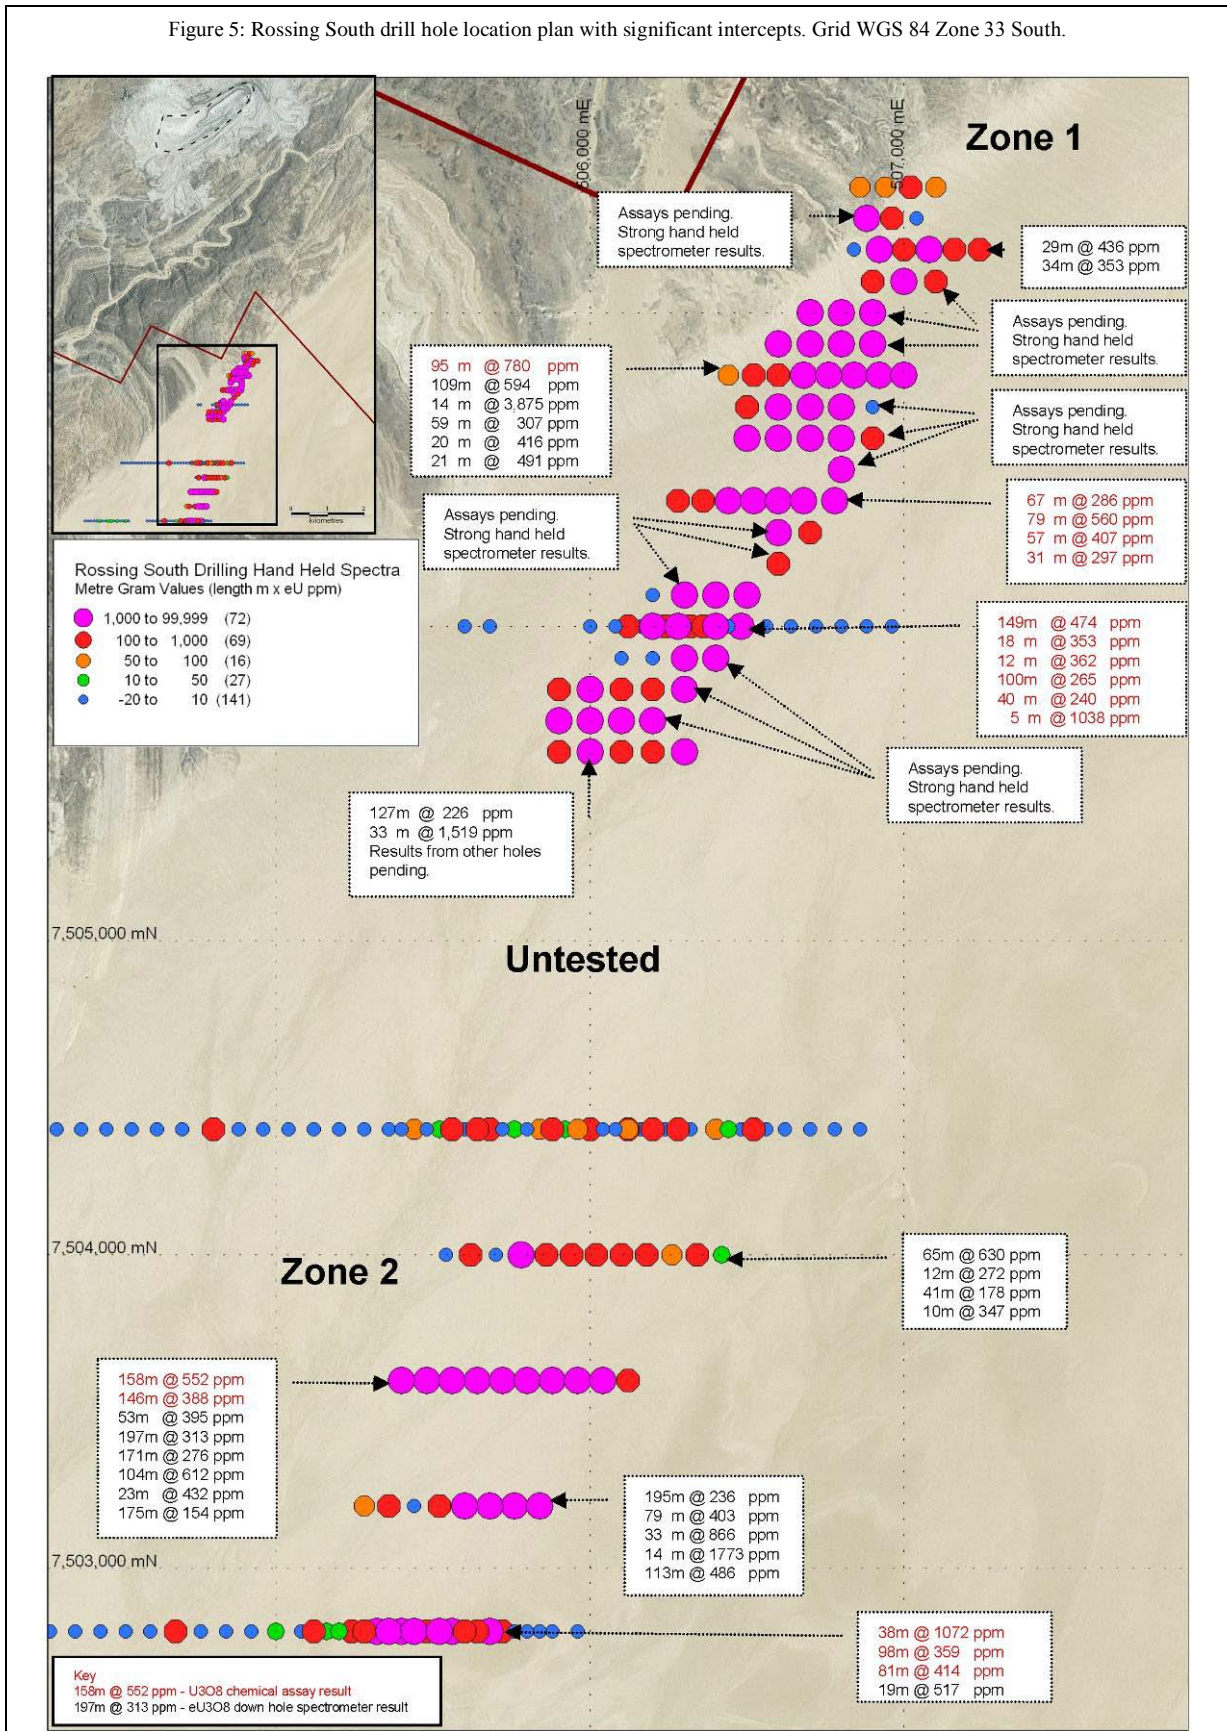 Figure 5: Rossing South drill hole location plan with significant intercepts. Grid WGS 84 Zone 33 South.
506,000 mE
507,000 mE
Zone 1
Assays pending.
Strong hand held
spectrometer results.
29m @ 436 ppm
34m @ 353 ppm
Assays pending.
Strong hand held
spectrometer results.
95 m @ 780 ppm
109m @ 594 ppm
14 m @ 3,875 ppm
59 m @ 307 ppm
20 m @ 416 ppm
21 m @ 491 ppm
Assays pending.
Strong hand held
spectrometer results.
Assays pending.
Strong hand held
spectrometer results.
67 m @ 286 ppm
79 m @ 560 ppm
57 m @ 407 ppm
31 m @ 297 ppm
0 1 2
kilometres
Rossing South Drilling Hand Held Spectra
Metre Gram Values (length m x eU ppm)
1,000 to 99,999 (72)
100 to 1,000 (69)
50 to 100 (16)
10 to 50 (27)
-20 to 10 (141)
149m @ 474 ppm
18 m @ 353 ppm
12 m @ 362 ppm
100m @ 265 ppm
40 m @ 240 ppm
5 m @ 1038 ppm
Assays pending.
Strong hand held
spectrometer results.
127m @ 226 ppm
33 m @ 1,519 ppm
Results from other holes
pending.
7,505,000 mN
Untested
7,504,000 mN
Zone 2
65m @ 630 ppm
12m @ 272 ppm
41m @ 178 ppm
10m @ 347 ppm
158m @ 552 ppm
146m @ 388 ppm
53m @ 395 ppm
197m @ 313 ppm
171m @ 276 ppm
104m @ 612 ppm
23m @ 432 ppm
175m @ 154 ppm
195m @ 236 ppm
79 m @ 403 ppm
33 m @ 866 ppm
14 m @ 1773 ppm
113m @ 486 ppm
7,503,000 mN
38m @ 1072 ppm
98m @ 359 ppm
81m @ 414 ppm
19m @ 517 ppm
Key
158m @ 552 ppm - U3O8 chemical assay result
197m @ 313 ppm - eU3O8 down hole spectrometer result